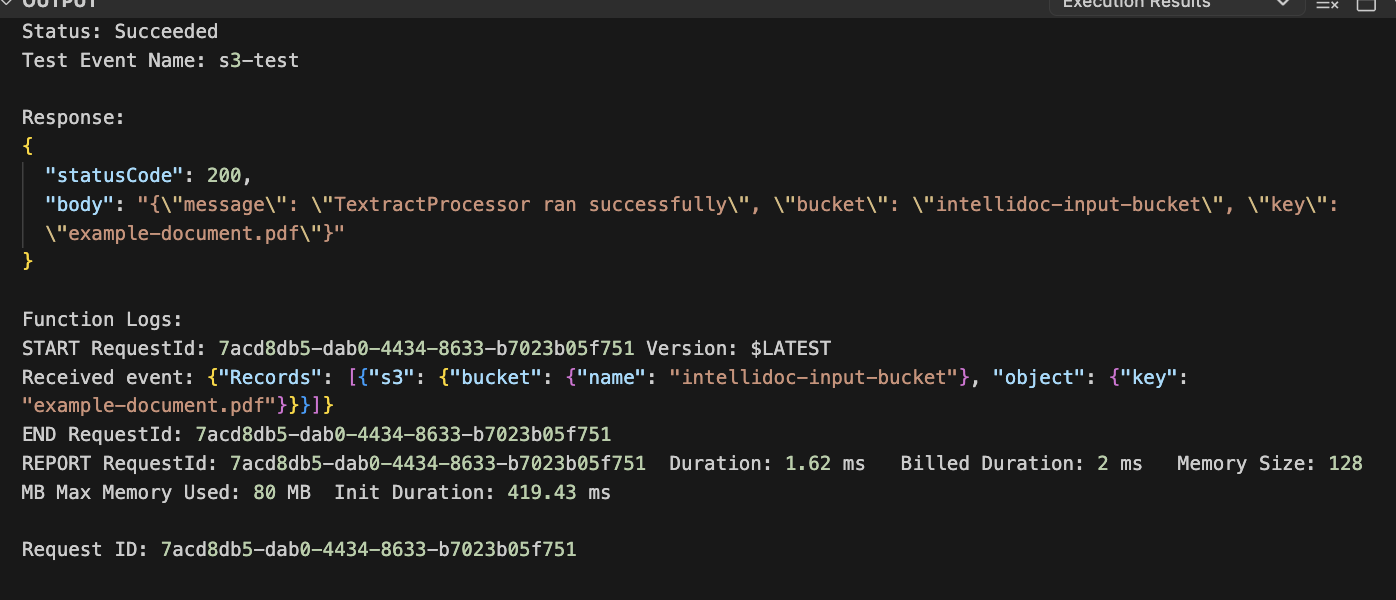 OUTPUT
Execution Results
Status: Succeeded
Test Event Name: s3-test
Response:
{
"statusCode": 200,
"body": "{\"message\": \"TextractProcessor ran successfully\", \"bucket\": \"intellidoc-input-bucket\", \"key\":
\"example-document.pdf\"}"
}
Function Logs:
START RequestId: 7acd8db5-dab0-4434-8633-b7023b05f751 Version: $LATEST
Received event: {"Records": [{"s3": {"bucket": {"name": "intellidoc-input-bucket"}, "object": {"key":
"example-document.pdf"}}}]}
END RequestId: 7acd8db5-dab0-4434-8633-b7023b05f751
REPORT RequestId: 7acd8db5-dab0-4434-8633-b7023b05f751  Duration: 1.62 ms   Billed Duration: 2 ms   Memory Size: 128
MB Max Memory Used: 80 MB  Init Duration: 419.43 ms
Request ID: 7acd8db5-dab0-4434-8633-b7023b05f751